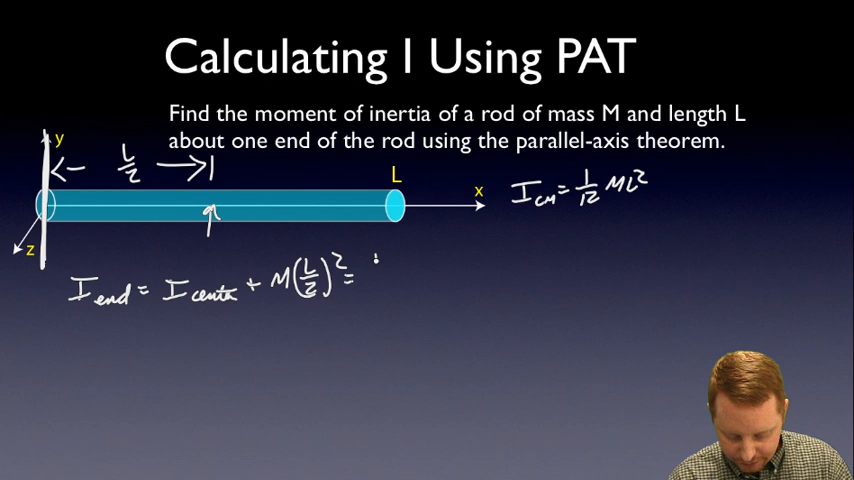 Calculating I Using PAT
Find the moment of inertia of a rod of mass M and length L
about one end of the rod using the parallel-axis theorem.
y
L/2
L
x
I_cm = 1/12 ML²
z
I_end = I_center + M(L/2)² =